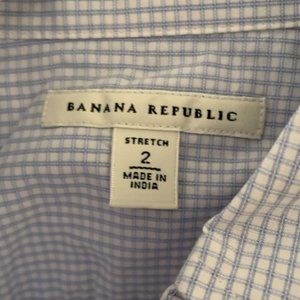 BANANA REPUBLIC
STRETCH
2
MADE IN
INDIA